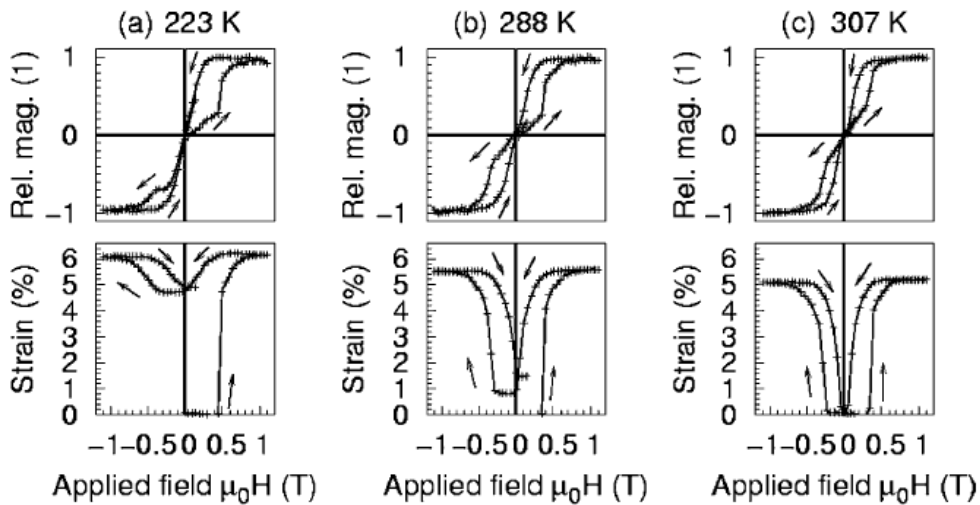 (a) 223 K
(b) 288 K
(c) 307 K
Rel. mag. (1)
1
0
−1
Rel. mag. (1)
1
0
−1
Rel. mag. (1)
1
0
−1
Strain (%)
6
5
4
3
2
1
0
Strain (%)
6
5
4
3
2
1
0
Strain (%)
6
5
4
3
2
1
0
−1−0.5 0 0.5 1
−1−0.5 0 0.5 1
−1−0.5 0 0.5 1
Applied field μ₀H (T)
Applied field μ₀H (T)
Applied field μ₀H (T)